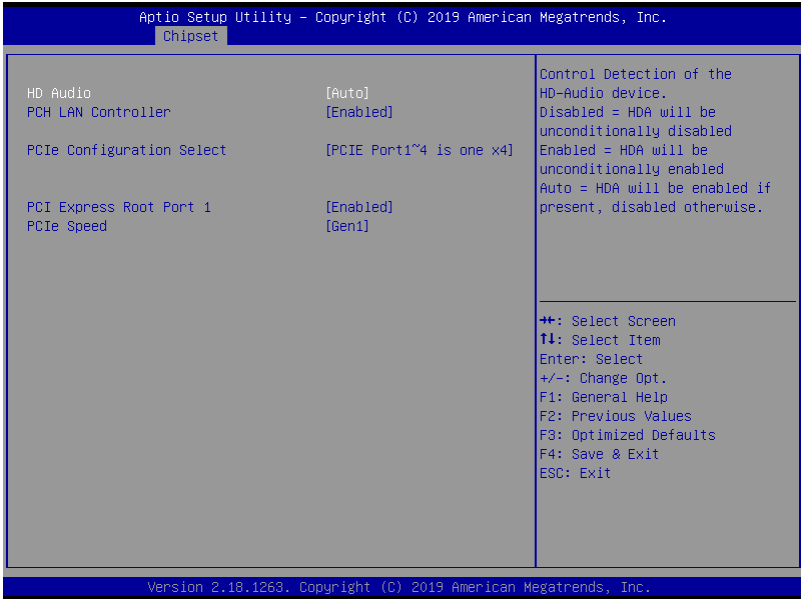 Aptio Setup Utility – Copyright (C) 2019 American Megatrends, Inc.
Chipset
HD Audio [Auto]
PCH LAN Controller [Enabled]
PCIe Configuration Select [PCIE Port1~4 is one x4]
PCI Express Root Port 1 [Enabled]
PCIe Speed [Gen1]
Control Detection of the
HD-Audio device.
Disabled = HDA will be
unconditionally disabled
Enabled = HDA will be
unconditionally enabled
Auto = HDA will be enabled if
present, disabled otherwise.
→←: Select Screen
↑↓: Select Item
Enter: Select
+/-: Change Opt.
F1: General Help
F2: Previous Values
F3: Optimized Defaults
F4: Save & Exit
ESC: Exit
Version 2.18.1263. Copyright (C) 2019 American Megatrends, Inc.